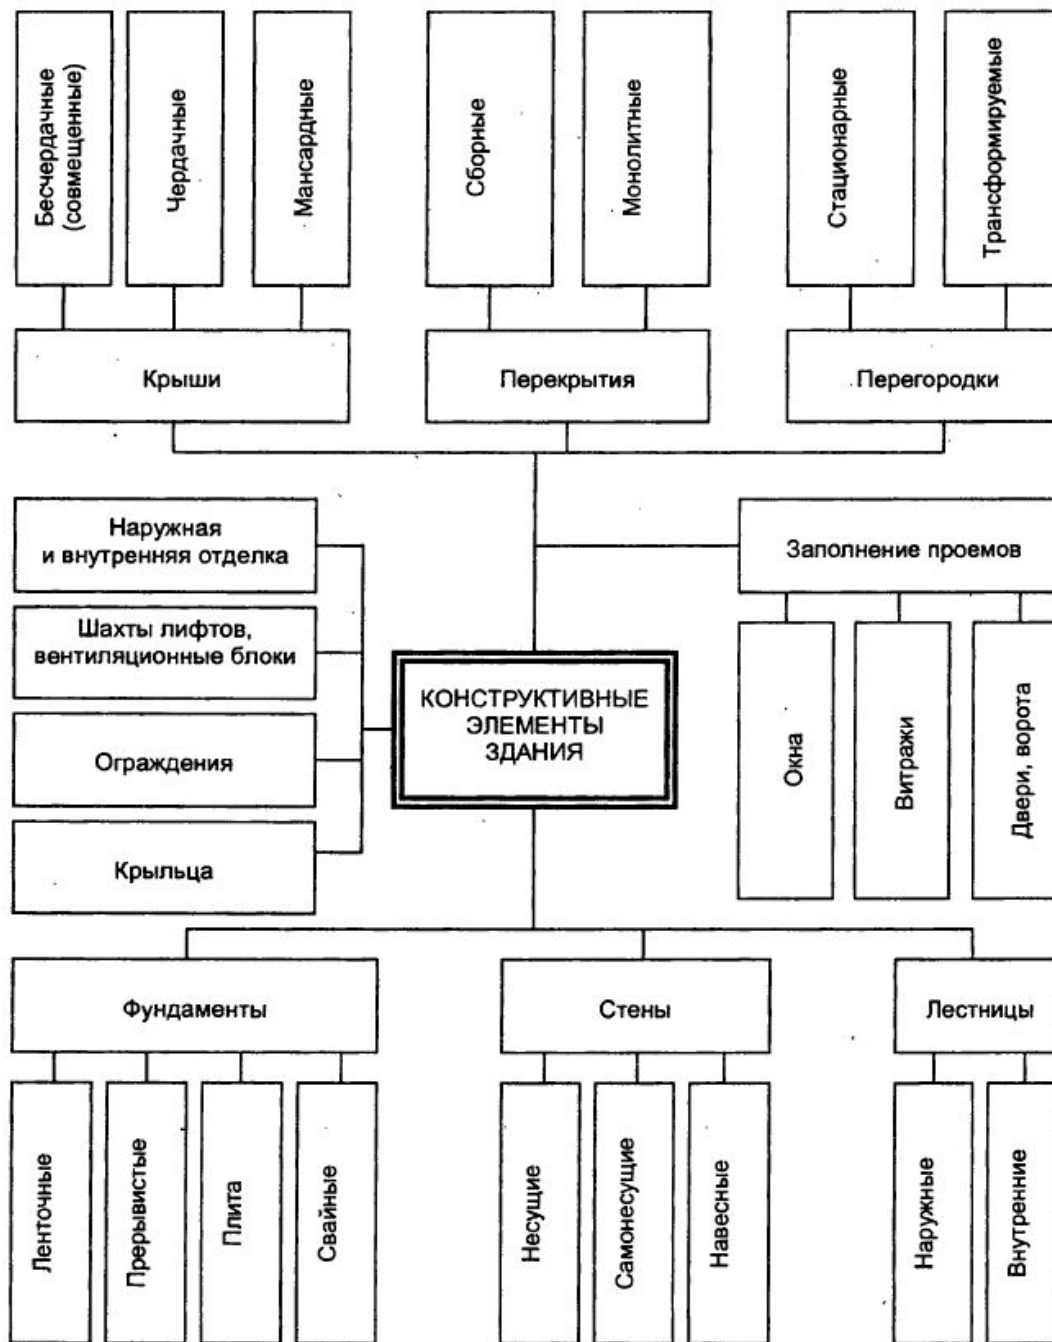 Бесчердачные
(совмещенные)
Чердачные
Мансардные
Сборные
Монолитные
Стационарные
Трансформируемые
Крыши
Перекрытия
Перегородки
Наружная
и внутренняя отделка
Шахты лифтов,
вентиляционные блоки
Ограждения
Крыльца
КОНСТРУКТИВНЫЕ
ЭЛЕМЕНТЫ
ЗДАНИЯ
Заполнение проемов
Окна
Витражи
Двери, ворота
Фундаменты
Стены
Лестницы
Ленточные
Прерывистые
Плита
Свайные
Несущие
Самонесущие
Навесные
Наружные
Внутренние